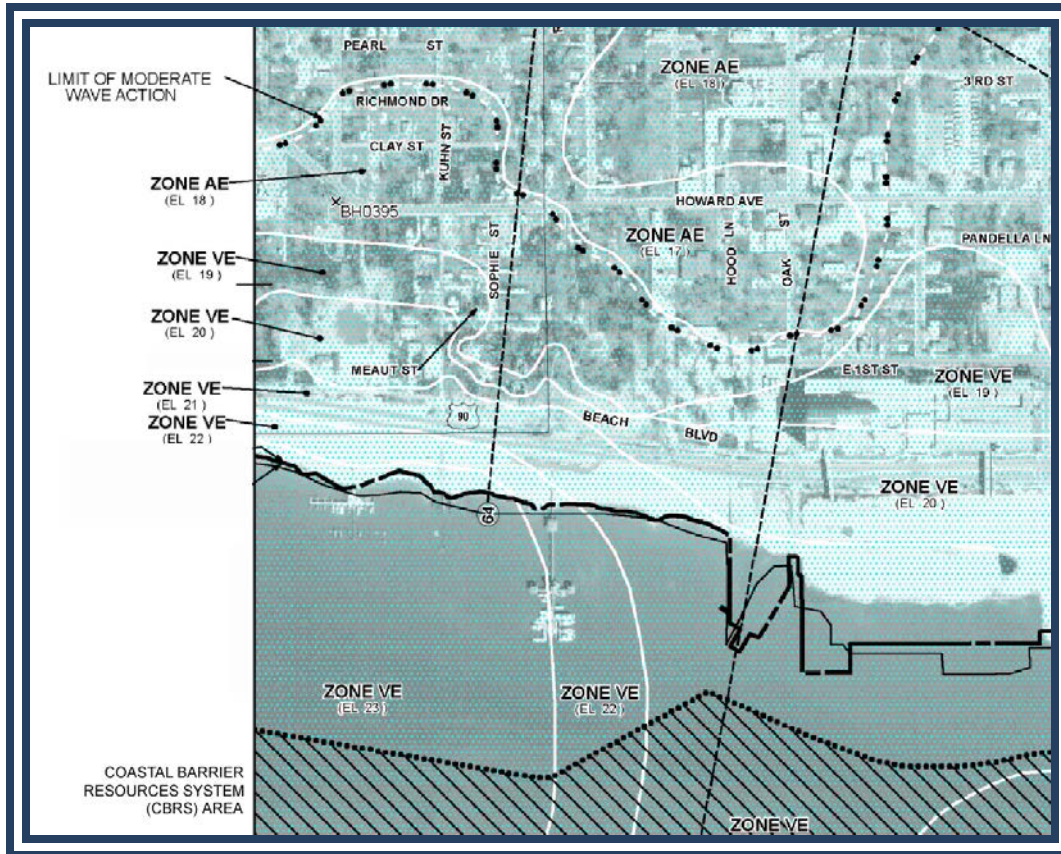 PEARL ST
LIMIT OF MODERATE
WAVE ACTION
RICHMOND DR
ZONE AE
(EL 18)
3RD ST
CLAY ST
KUHN ST
ZONE AE
(EL 18)
BH0395
HOWARD AVE
SOPHIE ST
ZONE AE
(EL 17)
HOOD LN
OAK ST
PANDELLA LN
ZONE VE
(EL 19)
ZONE VE
(EL 20)
MEAUT ST
E 1ST ST
ZONE VE
(EL 19)
ZONE VE
(EL 21)
ZONE VE
(EL 22)
90
BEACH BLVD
ZONE VE
(EL 20)
64
ZONE VE
(EL 23)
ZONE VE
(EL 22)
COASTAL BARRIER
RESOURCES SYSTEM
(CBRS) AREA
ZONE VE